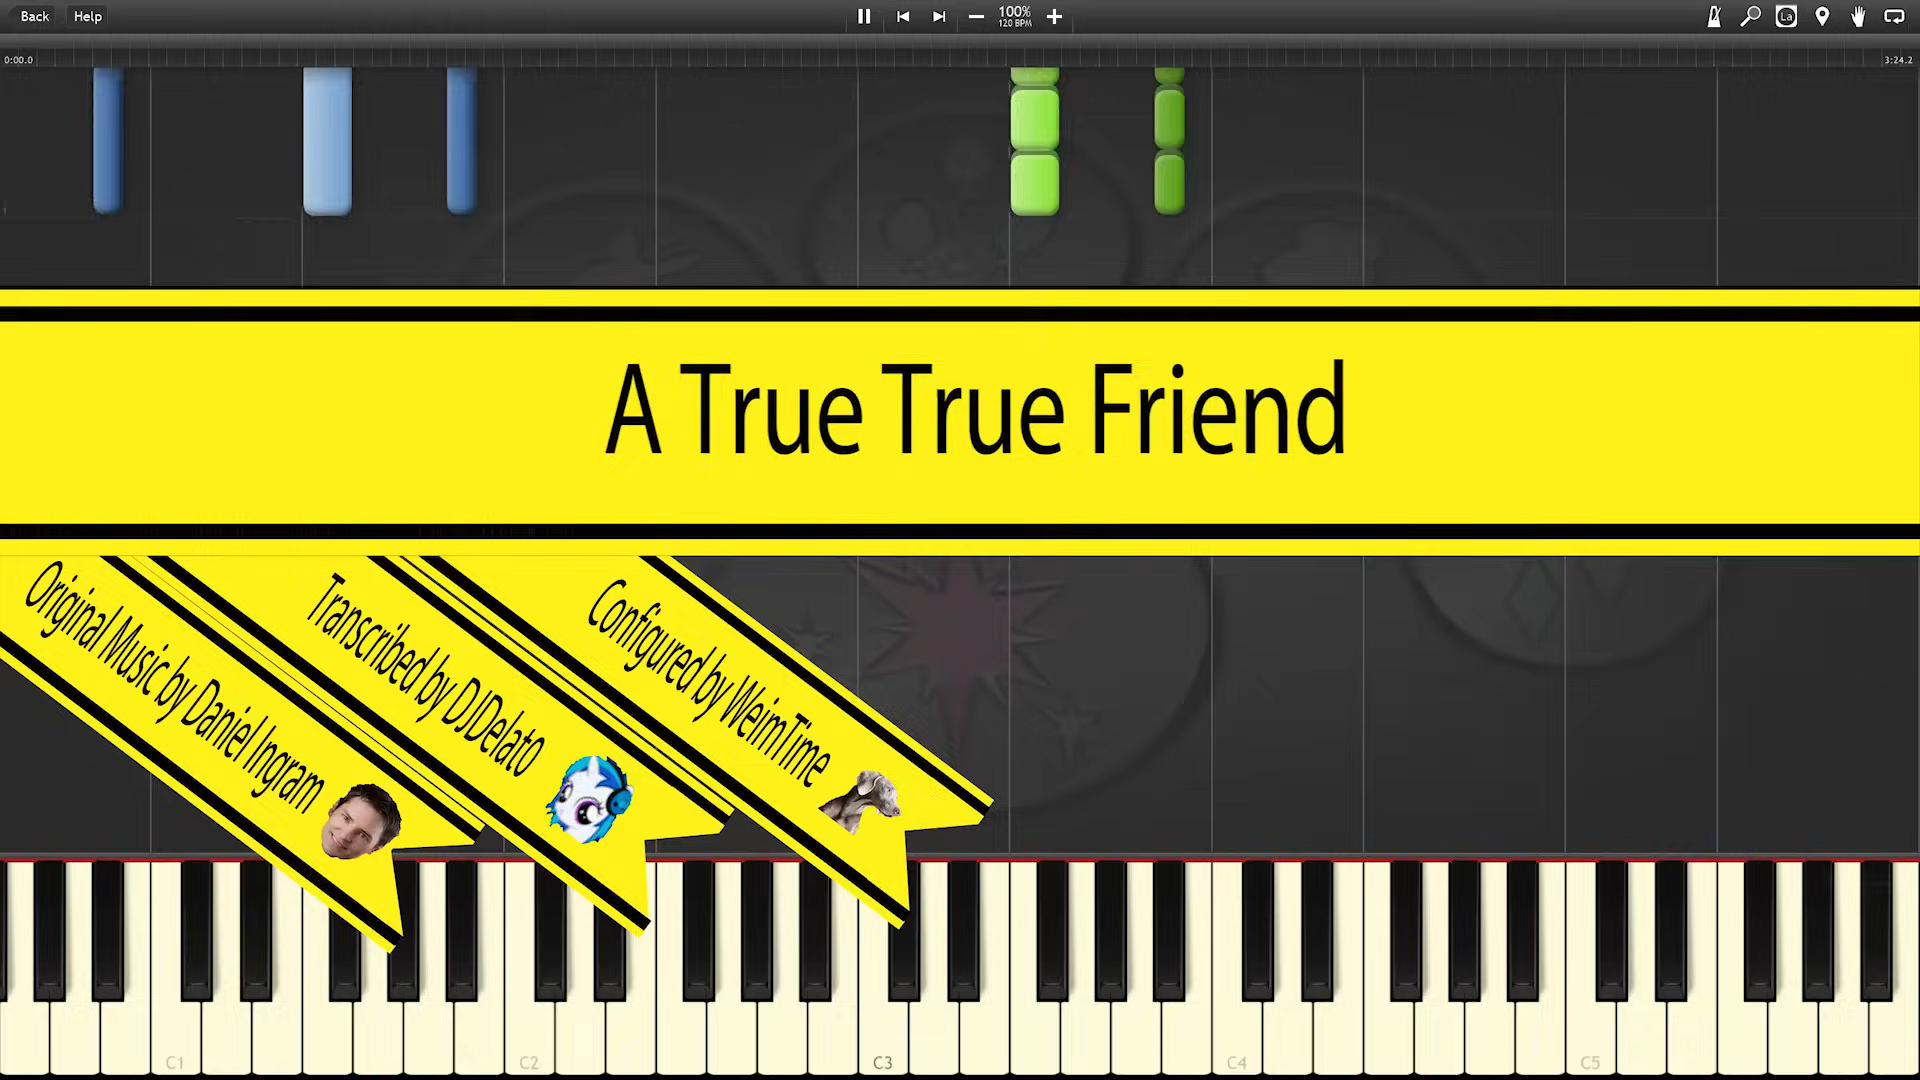 Back Help
100%
120 BPM
La
0:00.0
3:24.2
A True True Friend
Original Music by Daniel Ingram
Transcribed by DJDelato
Configured by WeimTime
C1 C2 C3 C4 C5